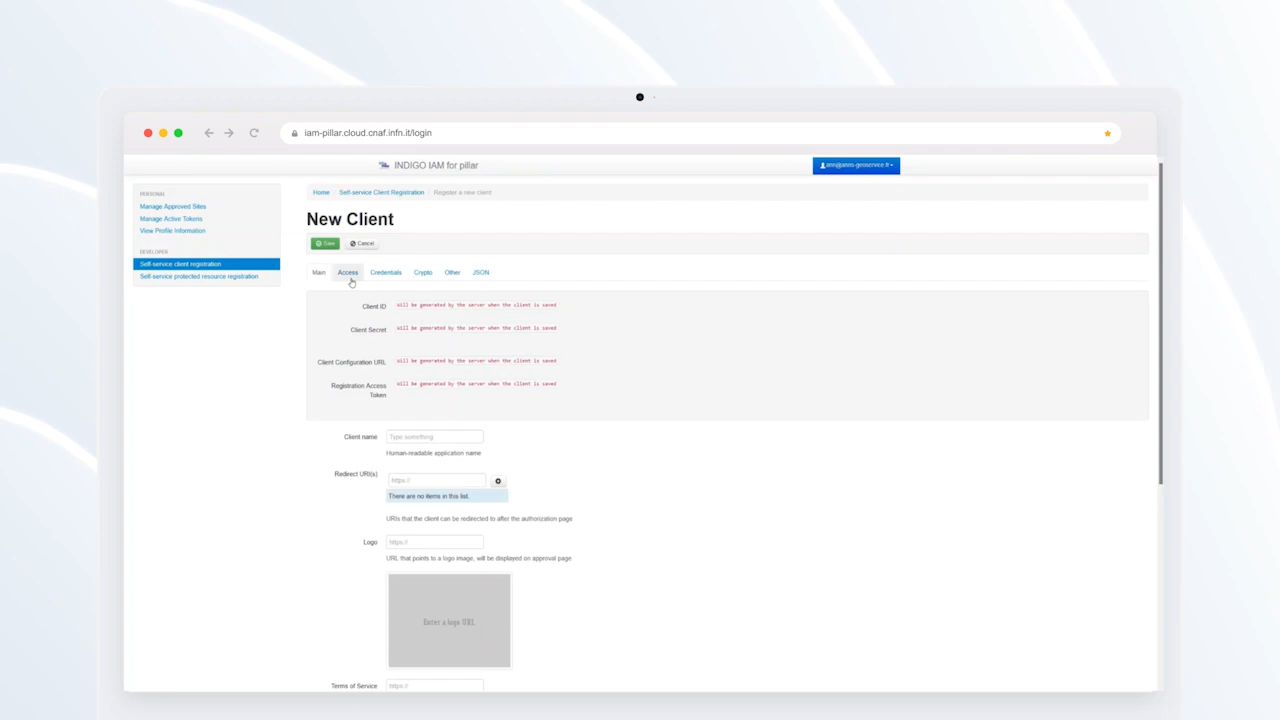 iam-pillar.cloud.cnaf.infn.it/login
INDIGO IAM for pillar
PERSONAL
Manage Approved Sites
Manage Active Tokens
View Profile Information
DEVELOPER
Self-service client registration
Self-service protected resource registration
Home Self-service Client Registration Register a new client
New Client
Save Cancel
Main Access Credentials Crypto Other JSON
Client ID Will be generated by the server when the client is saved
Client Secret Will be generated by the server when the client is saved
Client Configuration URL Will be generated by the server when the client is saved
Registration Access Will be generated by the server when the client is saved
Token
Client name Type something
Human-readable application name
Redirect URI(s) https://
There are no items in this list.
URIs that the client can be redirected to after the authorization page
Logo https://
URL that points to a logo image, will be displayed on approval page
Enter a logo URL
Terms of Service https://